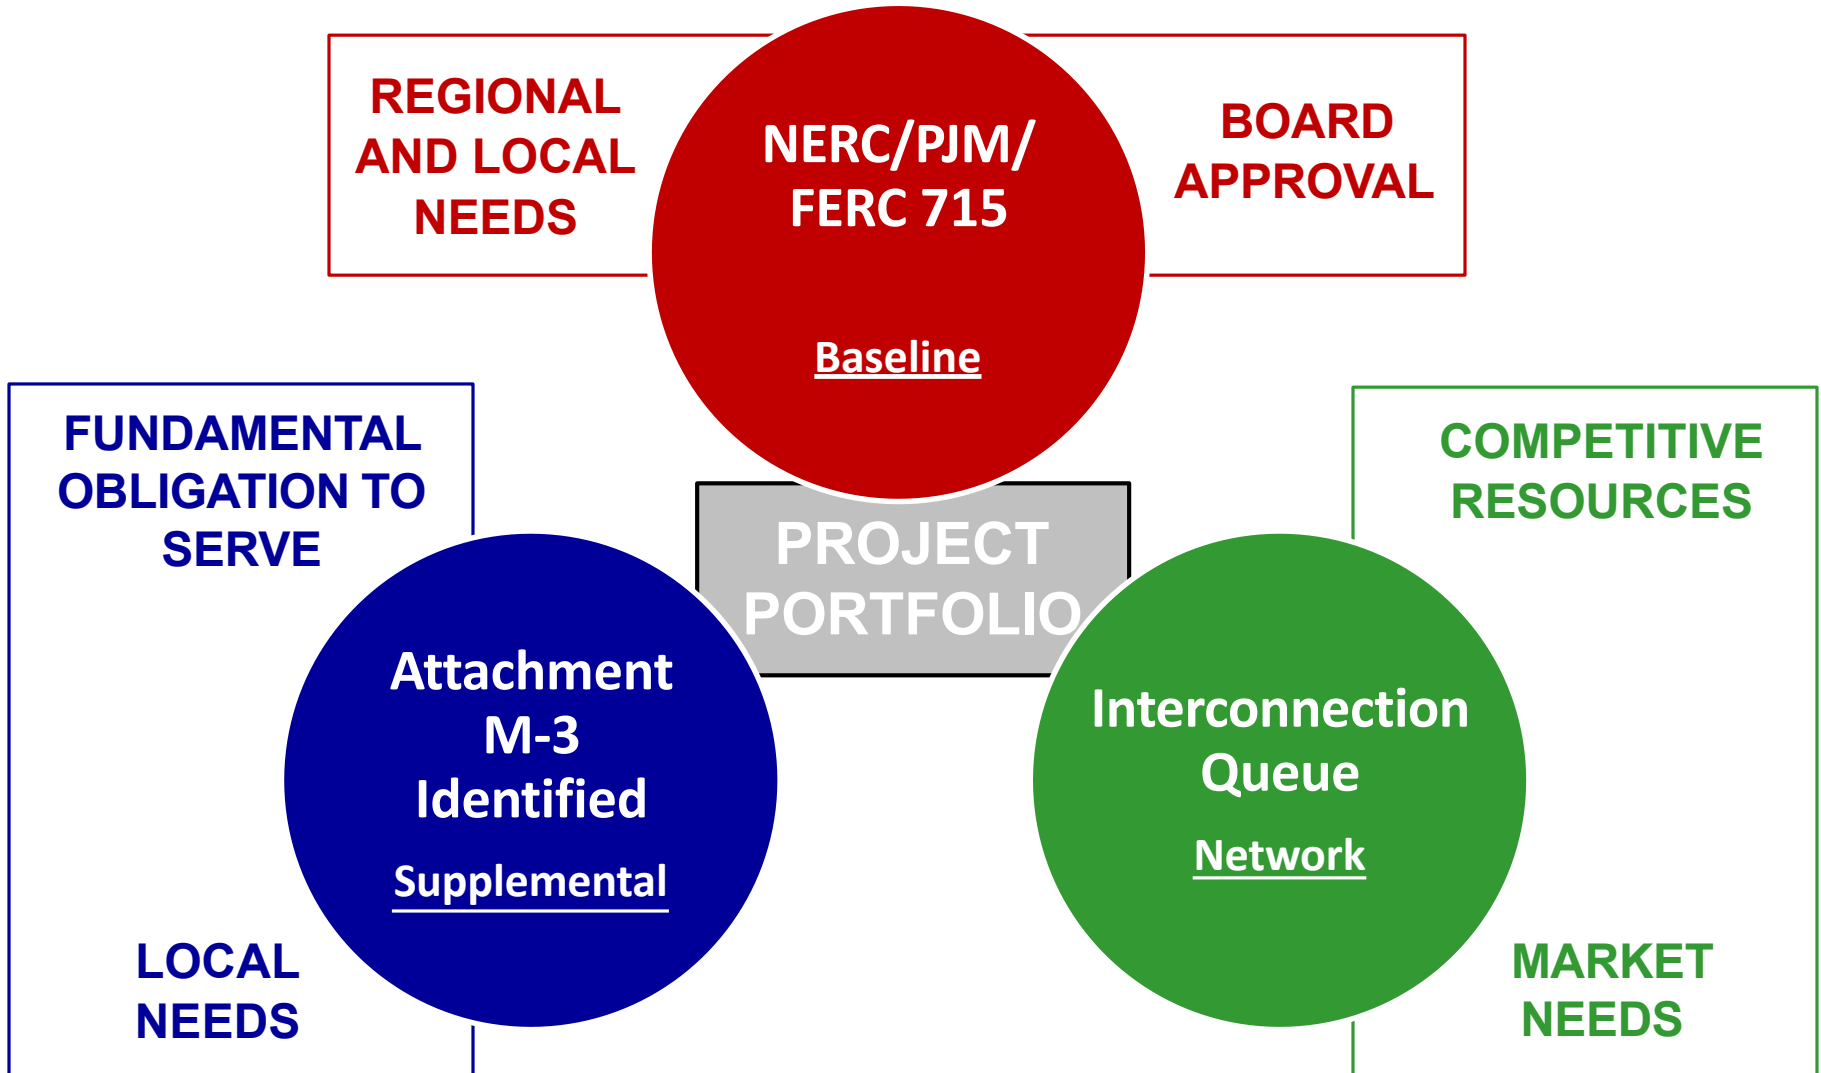 REGIONAL
AND LOCAL
NEEDS
NERC/PJM/
FERC 715
Baseline
BOARD
APPROVAL
FUNDAMENTAL
OBLIGATION TO
SERVE
Attachment
M-3
Identified
Supplemental
LOCAL
NEEDS
PROJECT
PORTFOLIO
COMPETITIVE
RESOURCES
Interconnection
Queue
Network
MARKET
NEEDS